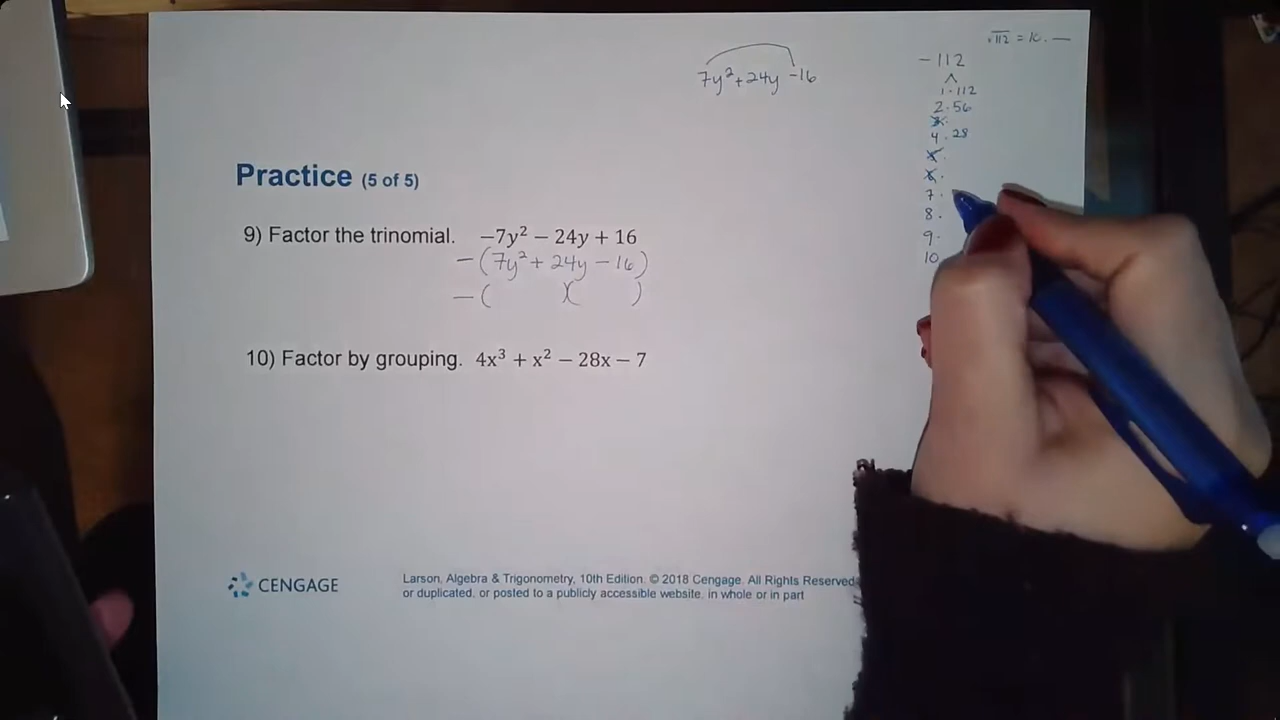 √112 = 10. __
7y² + 24y - 16
-112
1 · 112
2 · 56
3 ·
4 · 28
7 ·
8 ·
9 ·
10
Practice (5 of 5)
9) Factor the trinomial. −7y² − 24y + 16
- (7y² + 24y - 16)
- ( )( )
10) Factor by grouping. 4x³ + x² − 28x − 7
CENGAGE
Larson, Algebra & Trigonometry, 10th Edition. © 2018 Cengage. All Rights Reserved
or duplicated, or posted to a publicly accessible website, in whole or in part